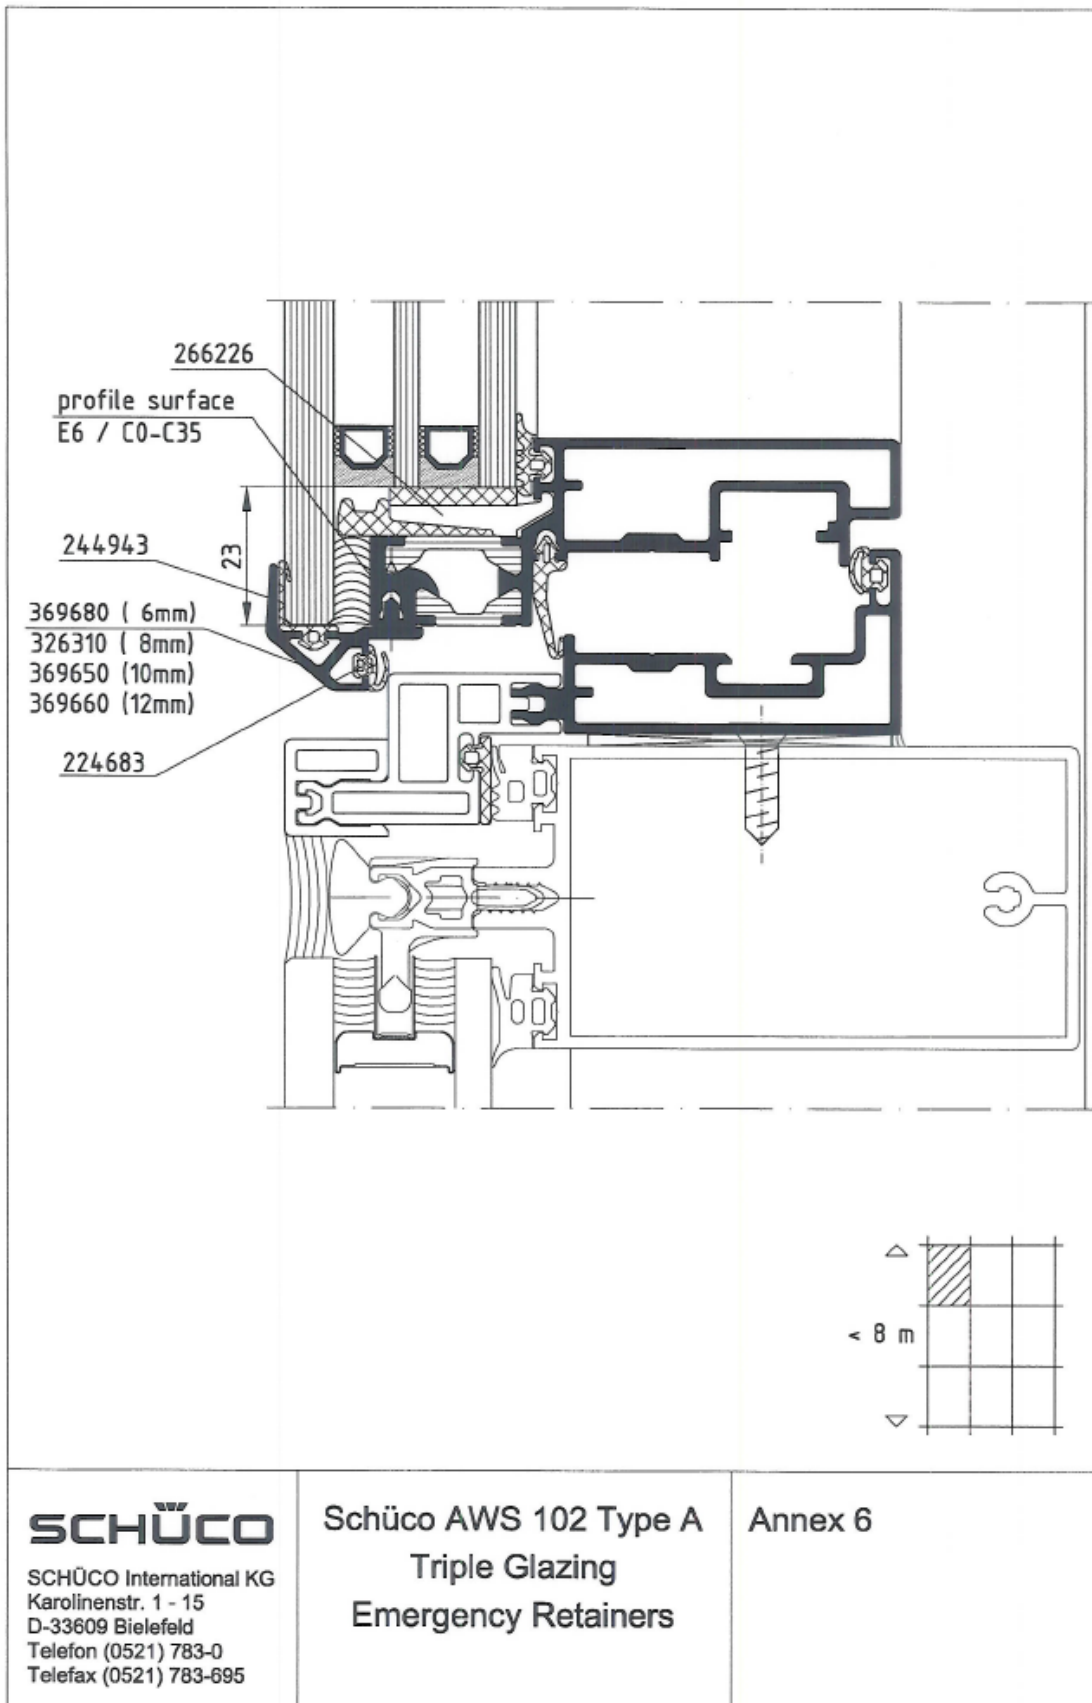 266226
profile surface
E6 / C0-C35
23
244943
369680 ( 6mm)
326310 ( 8mm)
369650 (10mm)
369660 (12mm)
224683
< 8 m
SCHÜCO
SCHÜCO International KG
Karolinenstr. 1 - 15
D-33609 Bielefeld
Telefon (0521) 783-0
Telefax (0521) 783-695
Schüco AWS 102 Type A
Triple Glazing
Emergency Retainers
Annex 6